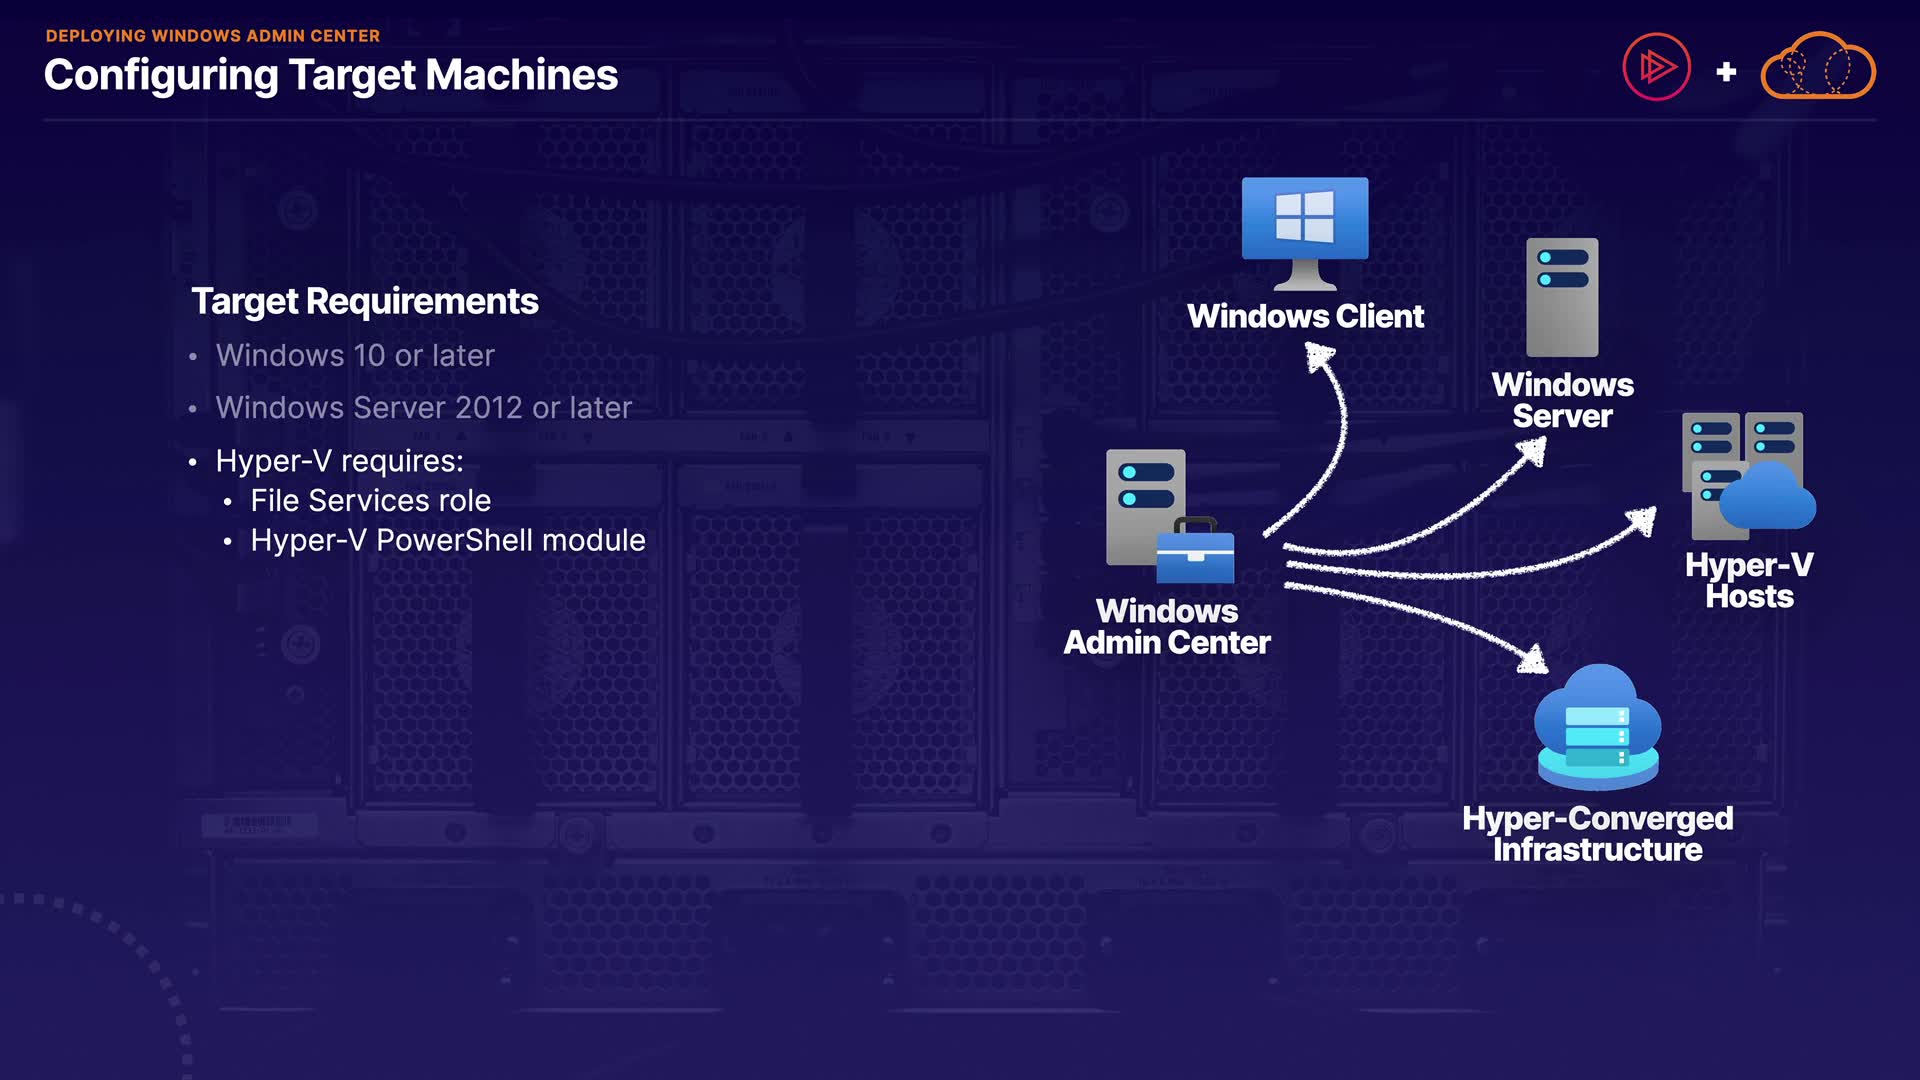 DEPLOYING WINDOWS ADMIN CENTER
Configuring Target Machines
Target Requirements
• Windows 10 or later
• Windows Server 2012 or later
• Hyper-V requires:
• File Services role
• Hyper-V PowerShell module
Windows Client
Windows
Server
Hyper-V
Hosts
Windows
Admin Center
Hyper-Converged
Infrastructure